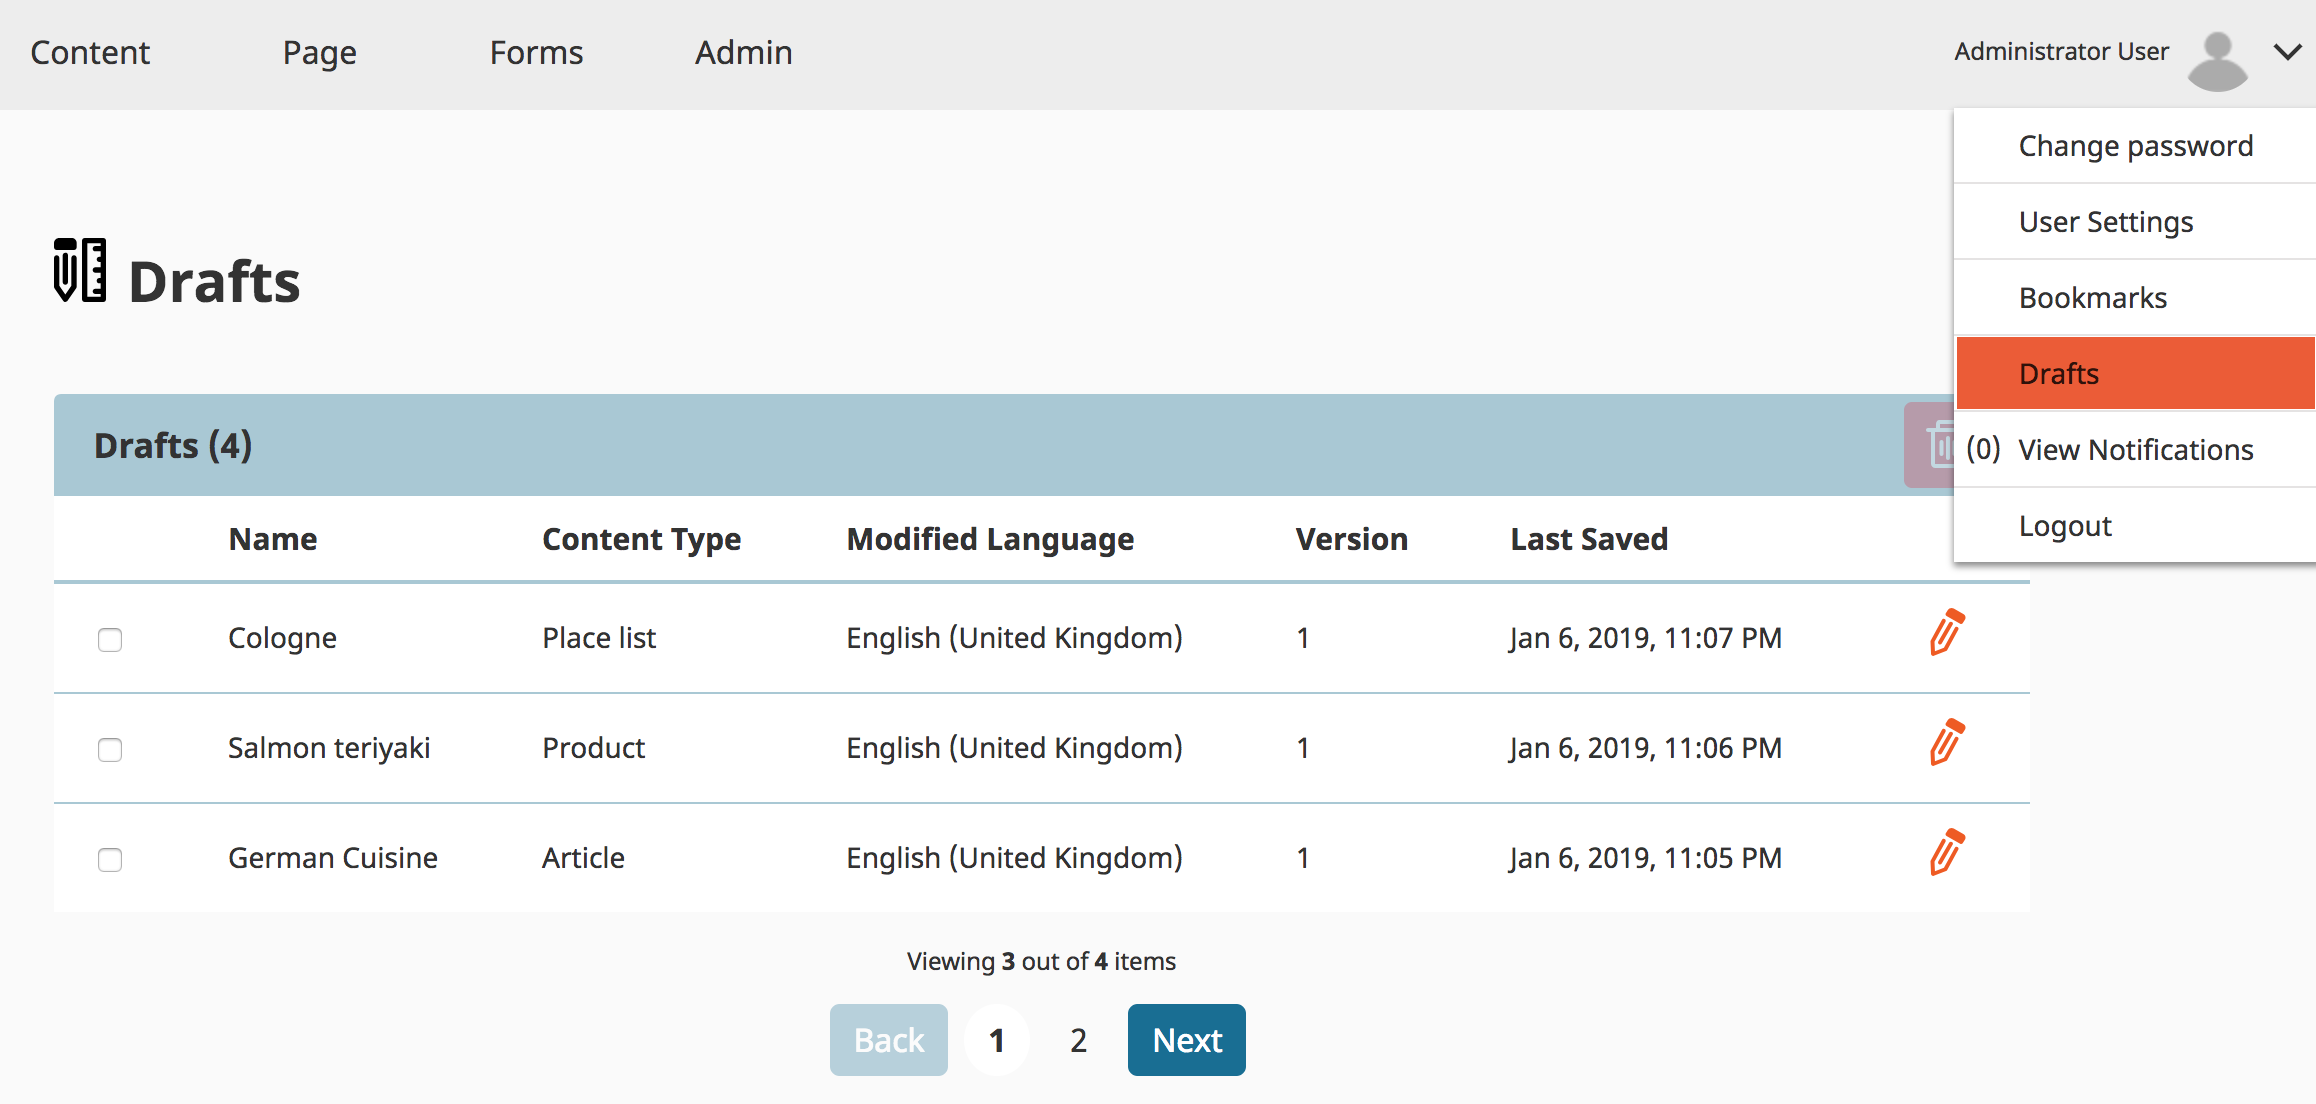 Content Page Forms Admin Administrator User
Change password
User Settings
Bookmarks
Drafts
(0) View Notifications
Logout
Drafts
Drafts (4)
Name Content Type Modified Language Version Last Saved
Cologne Place list English (United Kingdom) 1 Jan 6, 2019, 11:07 PM
Salmon teriyaki Product English (United Kingdom) 1 Jan 6, 2019, 11:06 PM
German Cuisine Article English (United Kingdom) 1 Jan 6, 2019, 11:05 PM
Viewing 3 out of 4 items
Back 1 2 Next